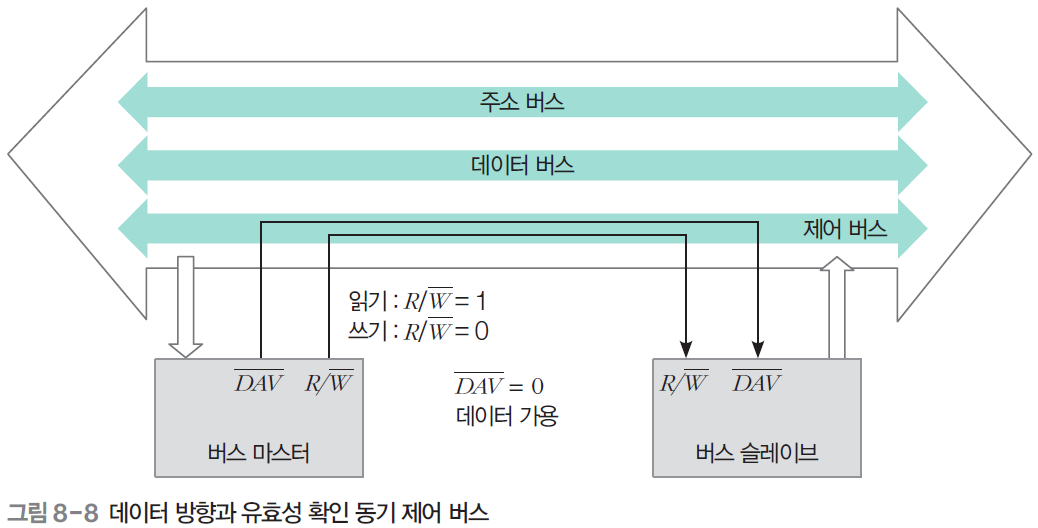 주소 버스
데이터 버스
제어 버스
읽기 : R/W̅ = 1
쓰기 : R/W̅ = 0
D̅A̅V̅ R/W̅
D̅A̅V̅ = 0
데이터 가용
R/W̅ D̅A̅V̅
버스 마스터
버스 슬레이브
그림 8-8 데이터 방향과 유효성 확인 동기 제어 버스